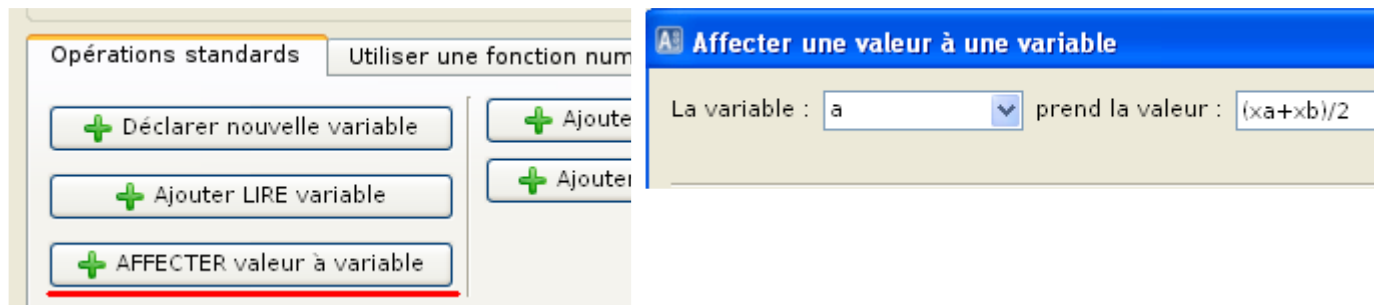 Opérations standards
Utiliser une fonction num
Déclarer nouvelle variable
Ajouter LIRE variable
AFFECTER valeur à variable
Ajoute
Ajouter
Affecter une valeur à une variable
La variable : a prend la valeur : (xa+xb)/2